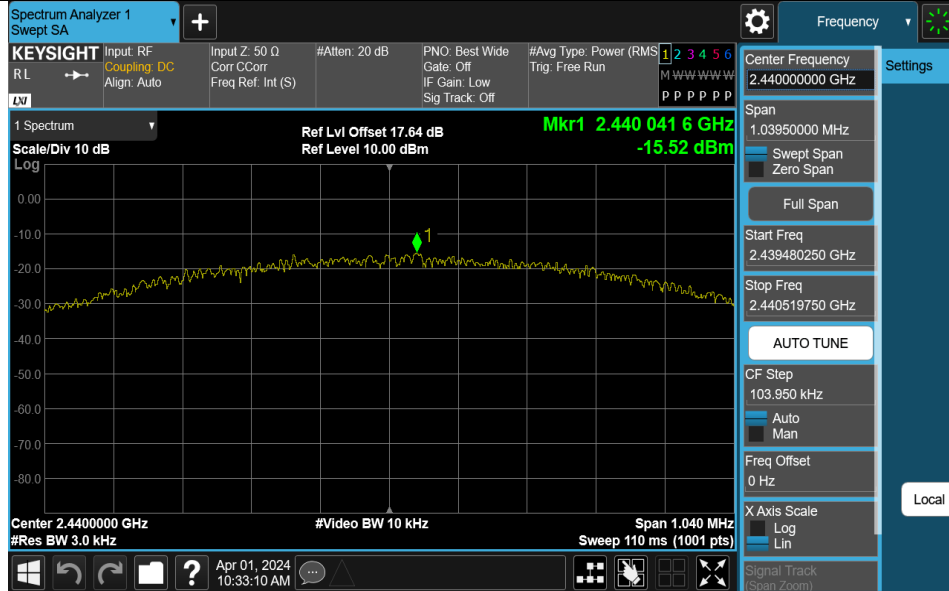 Spectrum Analyzer 1
Swept SA
+
Frequency
KEYSIGHT
RL
LXI
Input: RF
Coupling: DC
Align: Auto
Input Z: 50 Ω
Corr CCorr
Freq Ref: Int (S)
#Atten: 20 dB
PNO: Best Wide
Gate: Off
IF Gain: Low
Sig Track: Off
#Avg Type: Power (RMS
Trig: Free Run
1 2 3 4 5 6
M W W W W W
P P P P P P
1 Spectrum
Scale/Div 10 dB
Ref Lvl Offset 17.64 dB
Ref Level 10.00 dBm
Mkr1 2.440 041 6 GHz
-15.52 dBm
Log
0.00
-10.0
-20.0
-30.0
-40.0
-50.0
-60.0
-70.0
-80.0
1
Center 2.4400000 GHz
#Res BW 3.0 kHz
#Video BW 10 kHz
Span 1.040 MHz
Sweep 110 ms (1001 pts)
?
Apr 01, 2024
10:33:10 AM
Center Frequency
2.440000000 GHz
Span
1.03950000 MHz
Swept Span
Zero Span
Full Span
Start Freq
2.439480250 GHz
Stop Freq
2.440519750 GHz
AUTO TUNE
CF Step
103.950 kHz
Auto
Man
Freq Offset
0 Hz
X Axis Scale
Log
Lin
Signal Track
(Span Zoom)
Settings
Local